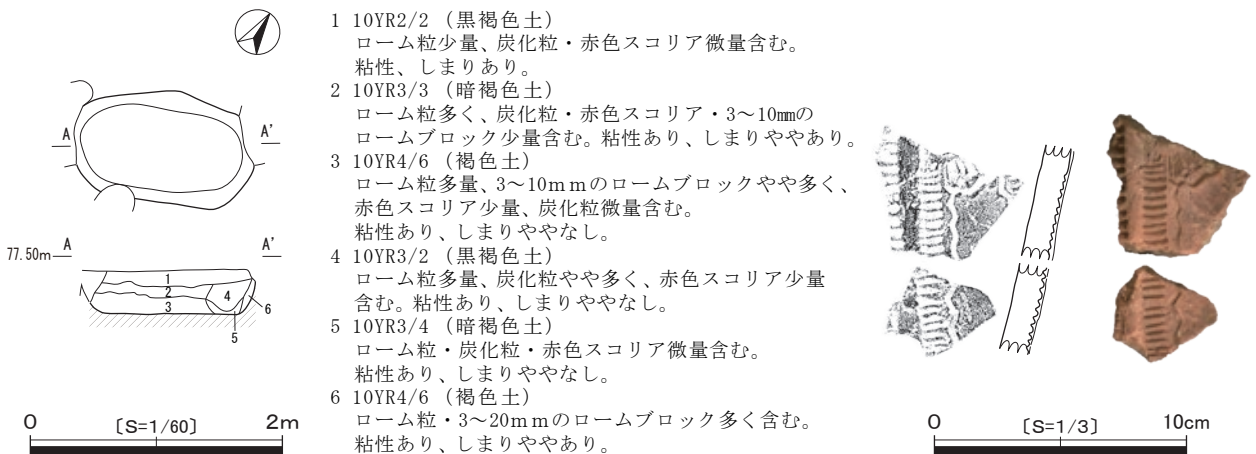 1 10YR2/2 （黒褐色土）
ローム粒少量、炭化粒・赤色スコリア微量含む。
粘性、しまりあり。
2 10YR3/3 （暗褐色土）
ローム粒多く、炭化粒・赤色スコリア・3～10㎜の
ロームブロック少量含む。粘性あり、しまりややあり。
3 10YR4/6 （褐色土）
ローム粒多量、3～10ｍｍのロームブロックやや多く、
赤色スコリア少量、炭化粒微量含む。
粘性あり、しまりややなし。
4 10YR3/2 （黒褐色土）
ローム粒多量、炭化粒やや多く、赤色スコリア少量
含む。粘性あり、しまりややなし。
5 10YR3/4 （暗褐色土）
ローム粒・炭化粒・赤色スコリア微量含む。
粘性あり、しまりややなし。
6 10YR4/6 （褐色土）
ローム粒・3～20ｍｍのロームブロック多く含む。
粘性あり、しまりややあり。
A A'
77.50m A A'
1
2
3
4
5
6
0 〔S=1/60〕 2m
0 〔S=1/3〕 10cm